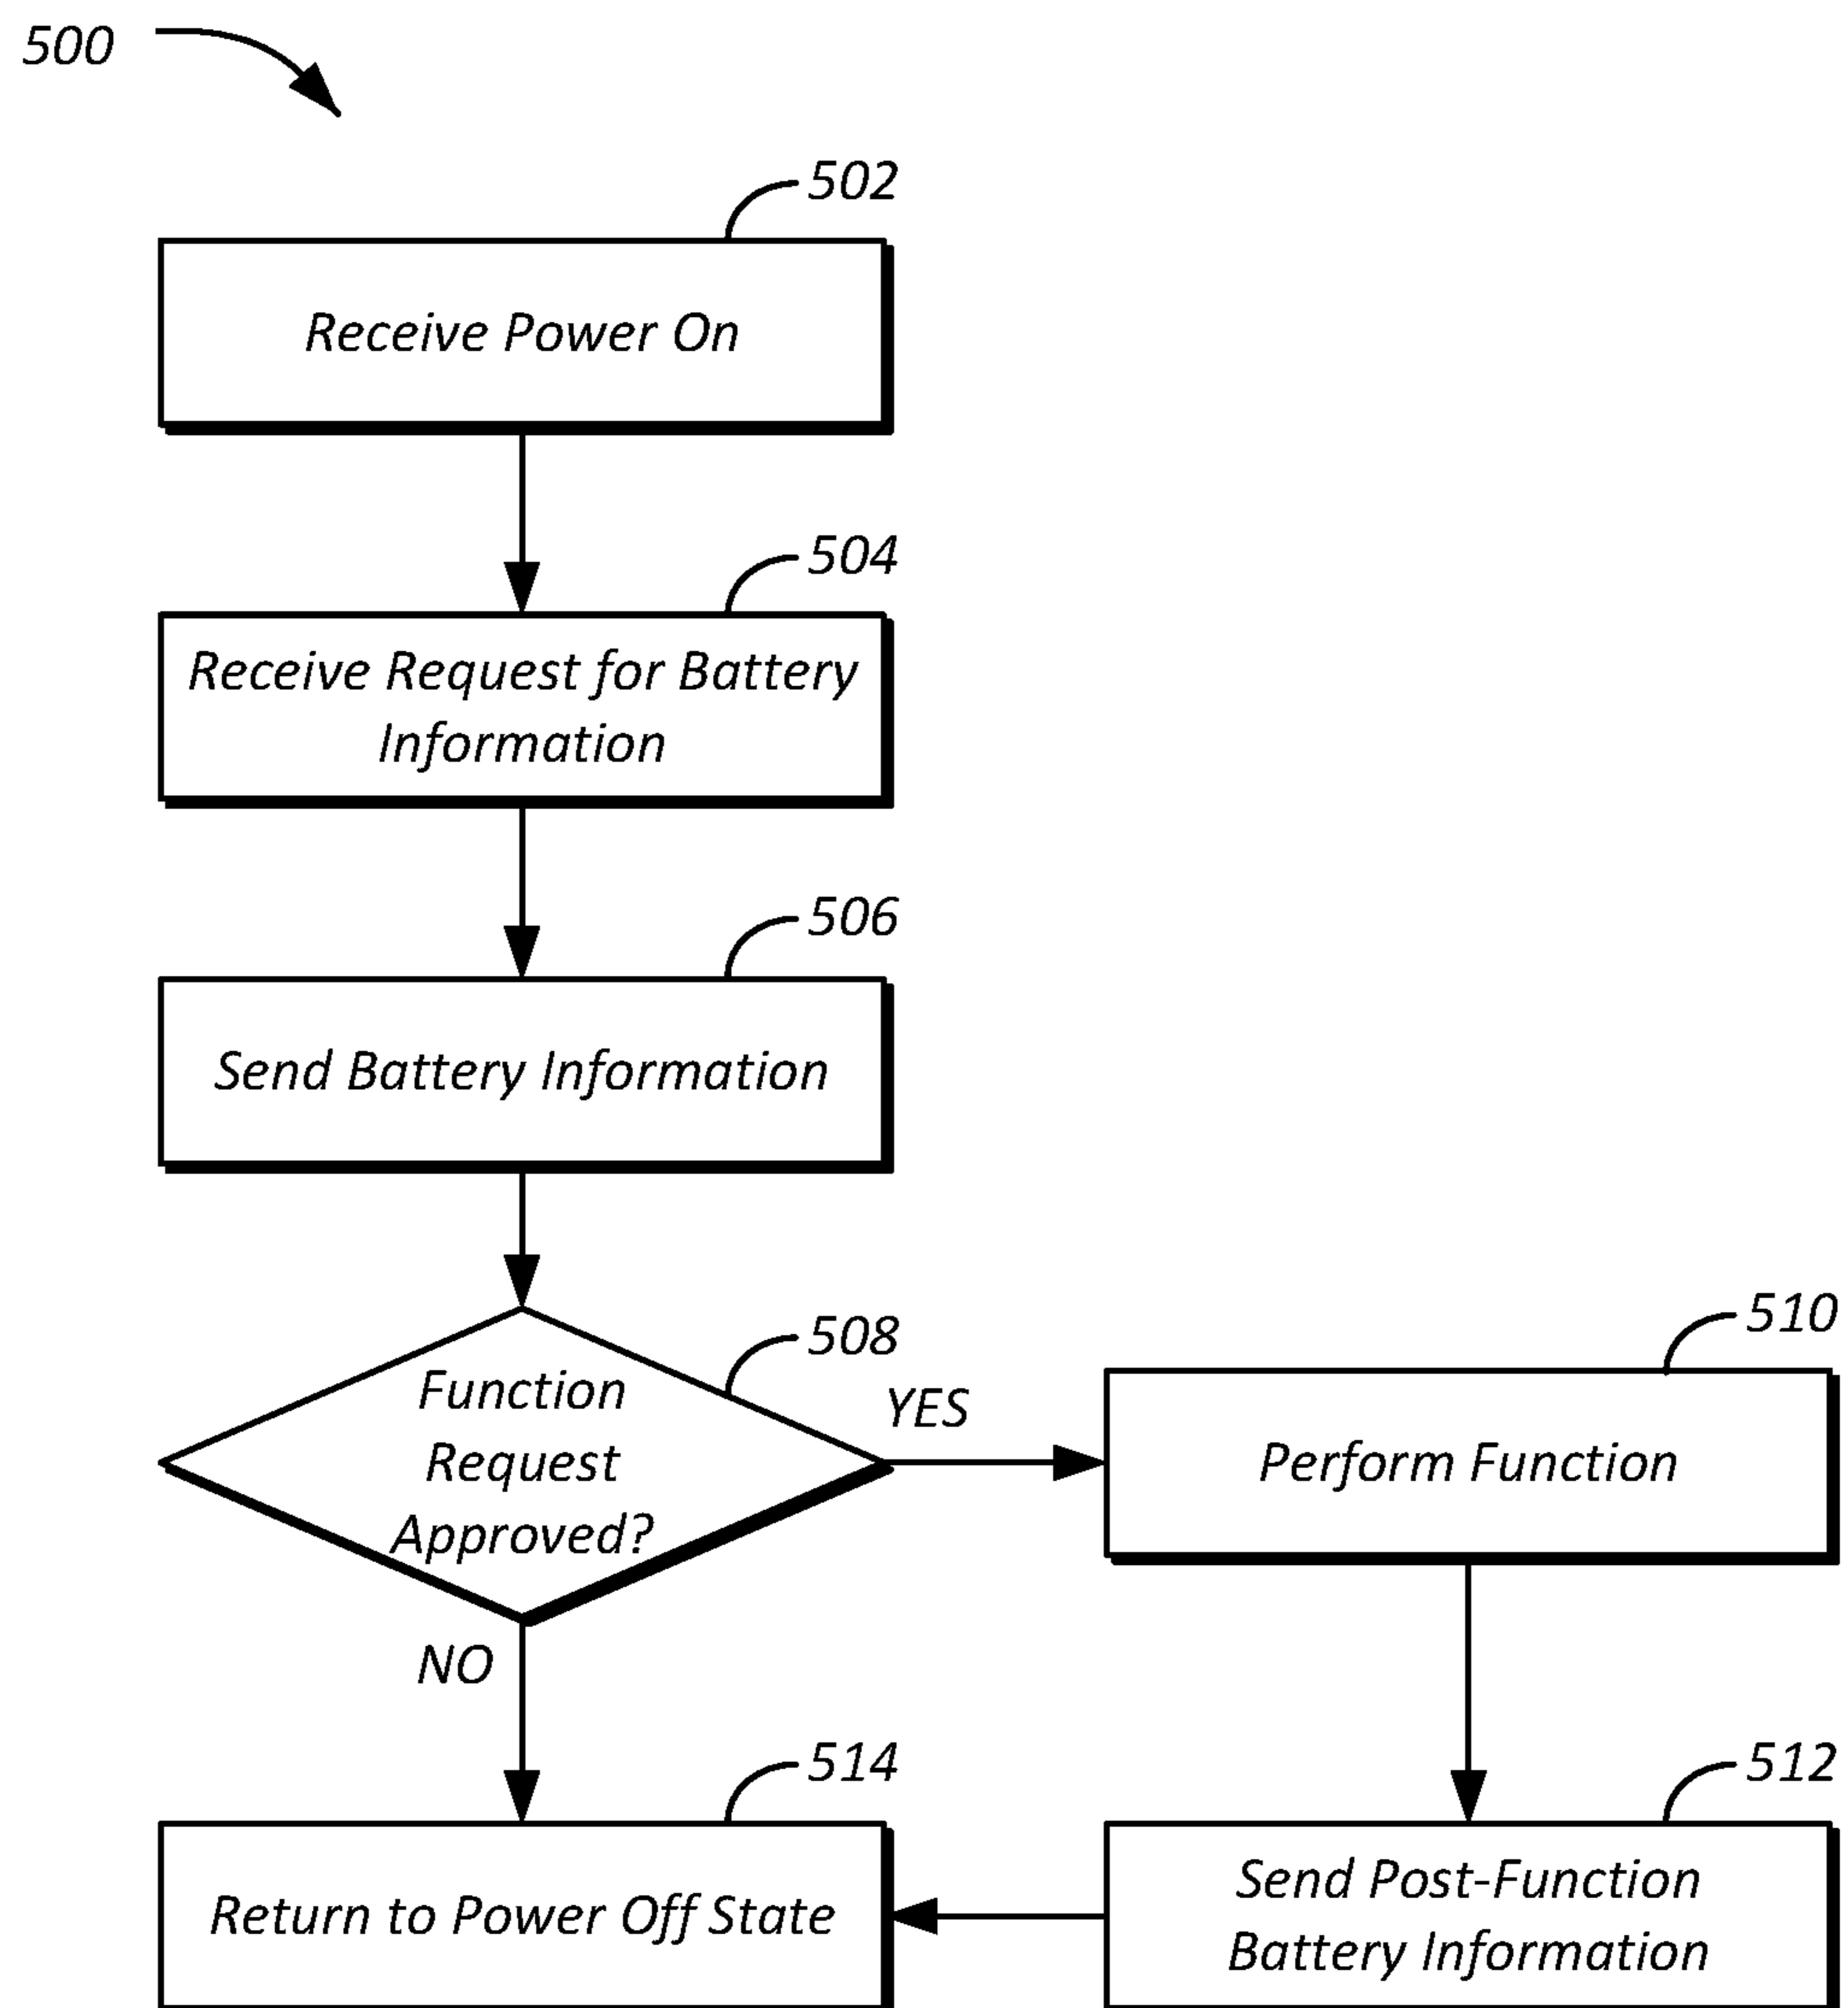 500
502
Receive Power On
504
Receive Request for Battery
Information
506
Send Battery Information
508
Function
Request
Approved?
YES
510
Perform Function
NO
514
Return to Power Off State
512
Send Post-Function
Battery Information